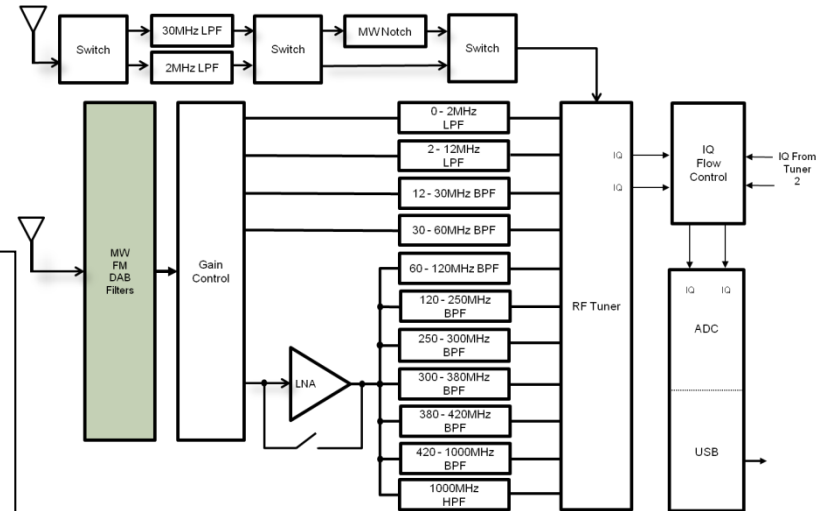 Switch
30MHz LPF
2MHz LPF
Switch
MW Notch
Switch
MW
FM
DAB
Filters
Gain
Control
LNA
0 - 2MHz
LPF
2 - 12MHz
LPF
12 - 30MHz BPF
30 - 60MHz BPF
60 - 120MHz BPF
120 - 250MHz
BPF
250 - 300MHz
BPF
300 - 380MHz
BPF
380 - 420MHz
BPF
420 - 1000MHz
BPF
1000MHz
HPF
RF Tuner
IQ
IQ
IQ
Flow
Control
IQ From
Tuner
2
IQ IQ
ADC
USB